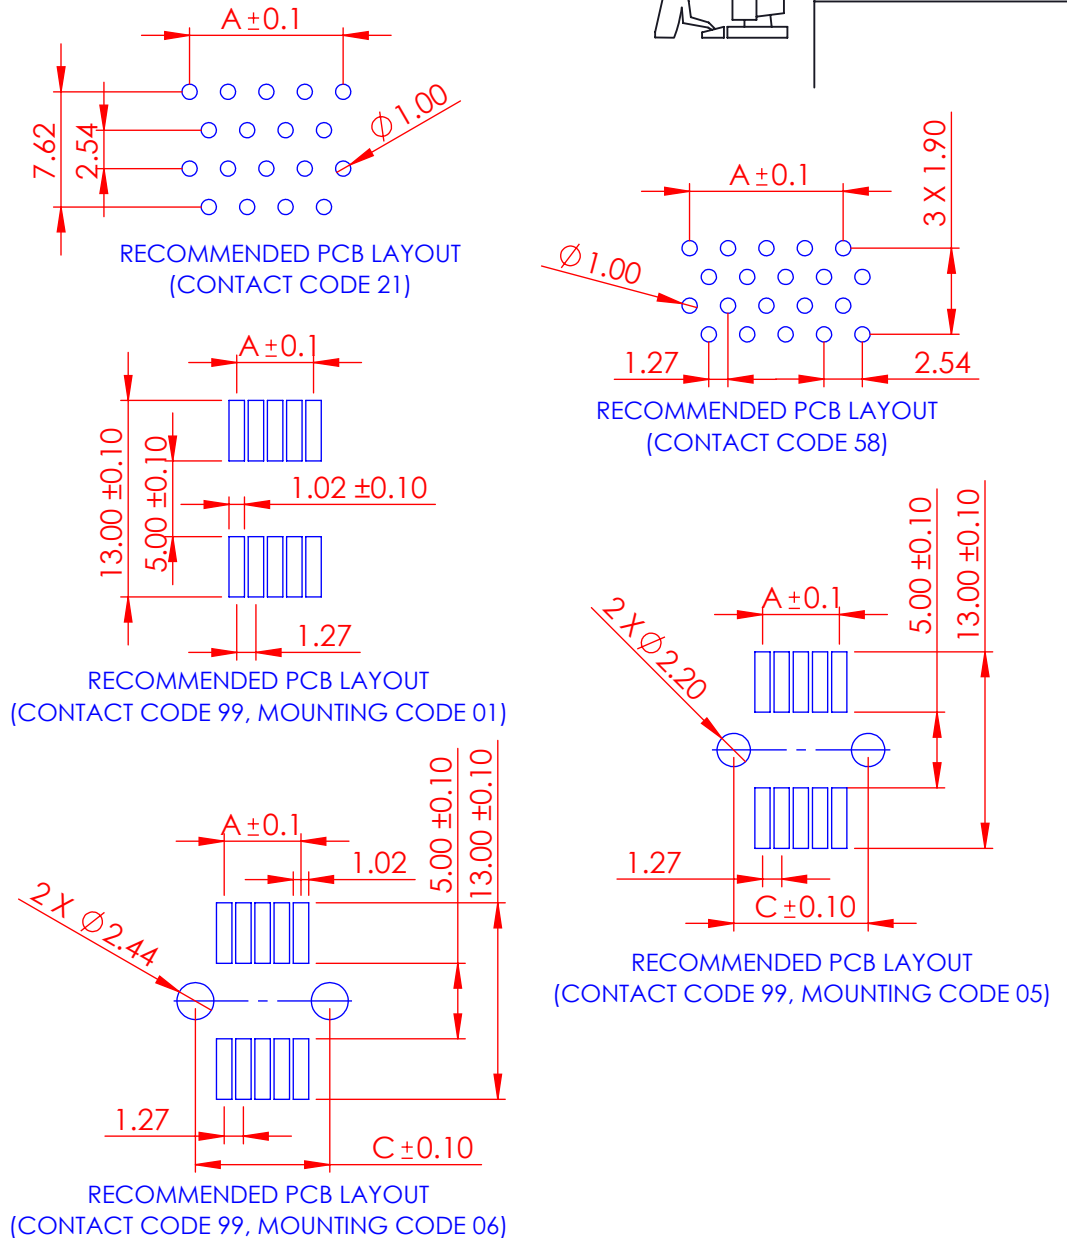 A±0.1
7.62
2.54
Ø1.00
RECOMMENDED PCB LAYOUT
(CONTACT CODE 21)
A±0.1
3 X 1.90
Ø1.00
1.27
2.54
RECOMMENDED PCB LAYOUT
(CONTACT CODE 58)
A±0.1
13.00 ±0.10
5.00 ±0.10
1.02 ±0.10
1.27
RECOMMENDED PCB LAYOUT
(CONTACT CODE 99, MOUNTING CODE 01)
5.00 ±0.10
13.00 ±0.10
A±0.1
2 X Ø2.20
1.27
C±0.10
RECOMMENDED PCB LAYOUT
(CONTACT CODE 99, MOUNTING CODE 05)
5.00 ±0.10
13.00 ±0.10
A±0.1
1.02
2 X Ø2.44
1.27
C±0.10
RECOMMENDED PCB LAYOUT
(CONTACT CODE 99, MOUNTING CODE 06)